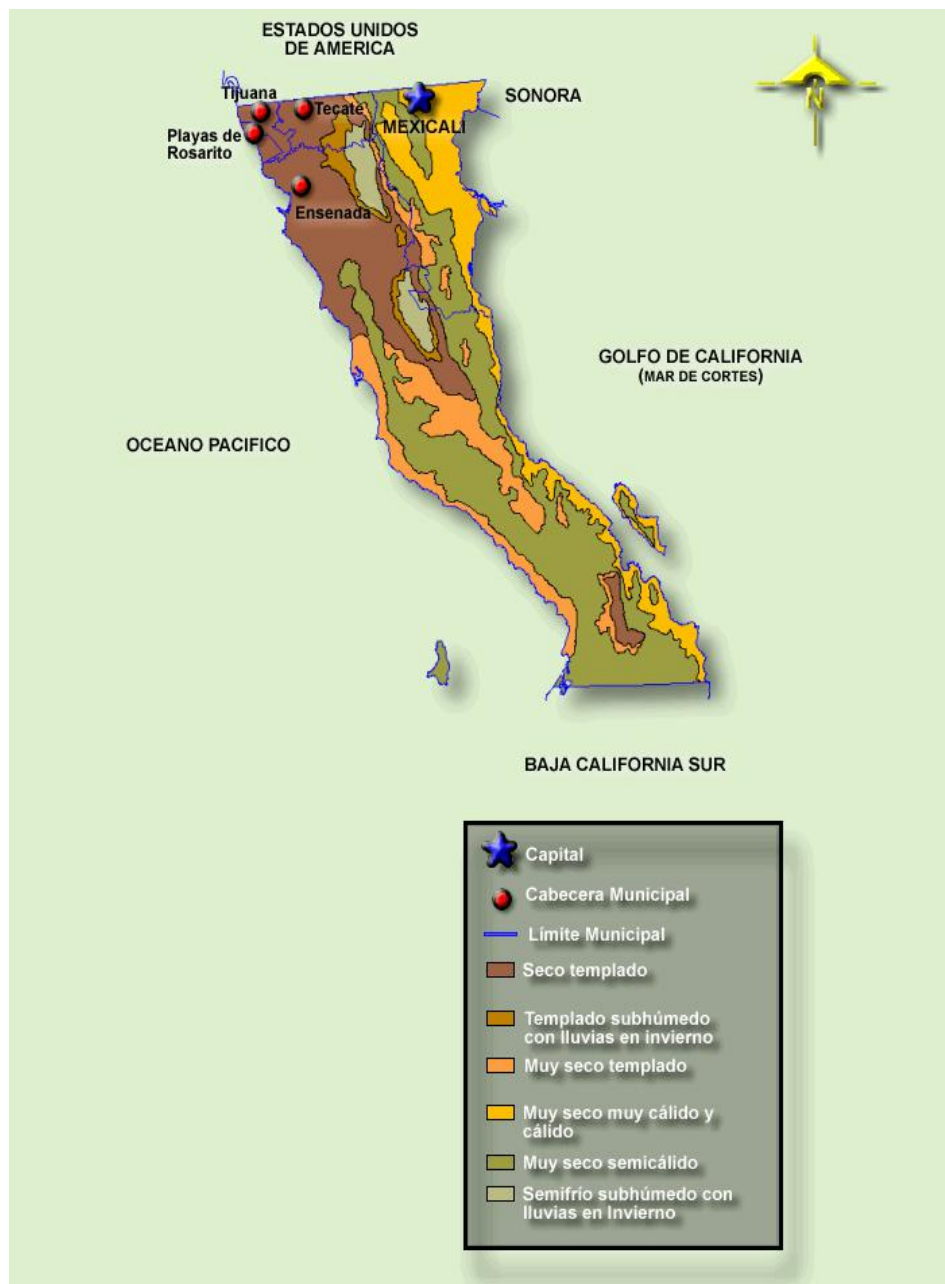 ESTADOS UNIDOS
DE AMERICA
N
SONORA
Tijuana
Tecate
MEXICALI
Playas de
Rosarito
Ensenada
GOLFO DE CALIFORNIA
(MAR DE CORTES)
OCEANO PACIFICO
BAJA CALIFORNIA SUR
Capital
Cabecera Municipal
Límite Municipal
Seco templado
Templado subhúmedo
con lluvias en invierno
Muy seco templado
Muy seco muy cálido y
cálido
Muy seco semicálido
Semifrío subhúmedo con
lluvias en Invierno